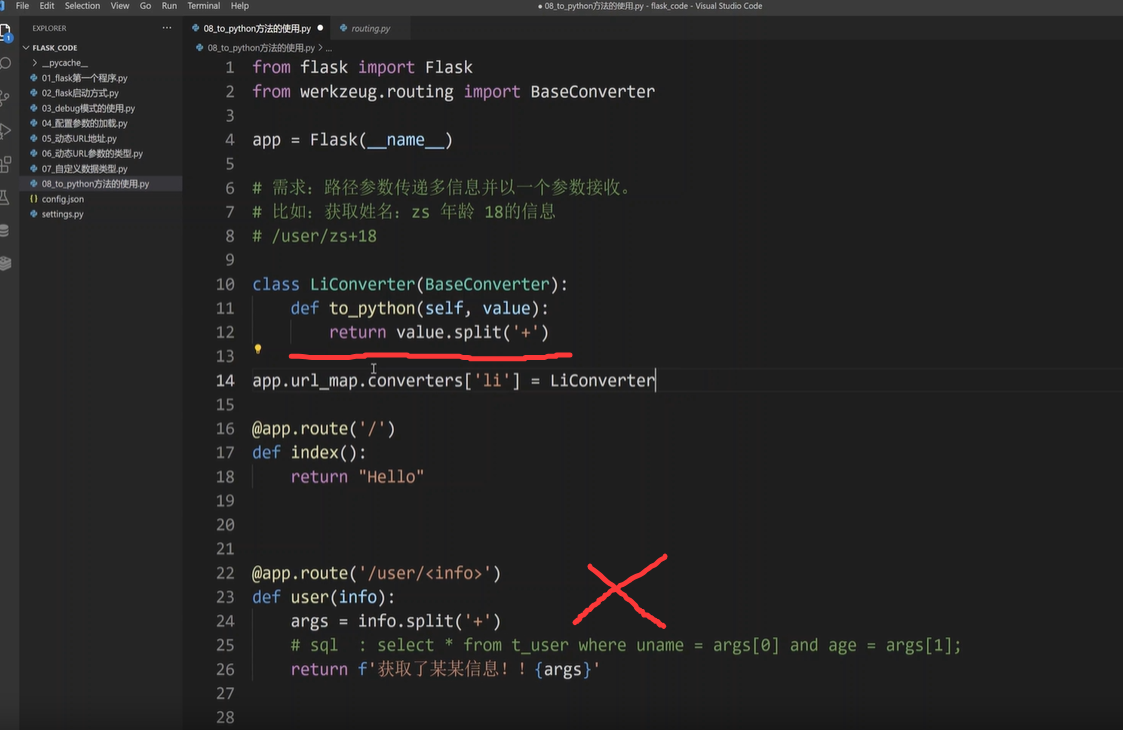 File Edit Selection View Go Run Terminal Help
● 08_to_python方法的使用.py - flask_code - Visual Studio Code
EXPLORER ...
FLASK_CODE
__pycache__
01_flask第一个程序.py
02_flask启动方式.py
03_debug模式的使用.py
04_配置参数的加载.py
05_动态URL地址.py
06_动态URL参数的类型.py
07_自定义数据类型.py
08_to_python方法的使用.py
{} config.json
settings.py
1
08_to_python方法的使用.py ● routing.py
08_to_python方法的使用.py > ...
1 from flask import Flask
2 from werkzeug.routing import BaseConverter
3
4 app = Flask(__name__)
5
6 # 需求: 路径参数传递多信息并以一个参数接收。
7 # 比如: 获取姓名: zs 年龄 18的信息
8 # /user/zs+18
9
10 class LiConverter(BaseConverter):
11 def to_python(self, value):
12 return value.split('+')
13
14 app.url_map.converters['li'] = LiConverter
15
16 @app.route('/')
17 def index():
18 return "Hello"
19
20
21
22 @app.route('/user/<info>')
23 def user(info):
24 args = info.split('+')
25 # sql : select * from t_user where uname = args[0] and age = args[1];
26 return f'获取了某某信息!！{args}'
27
28